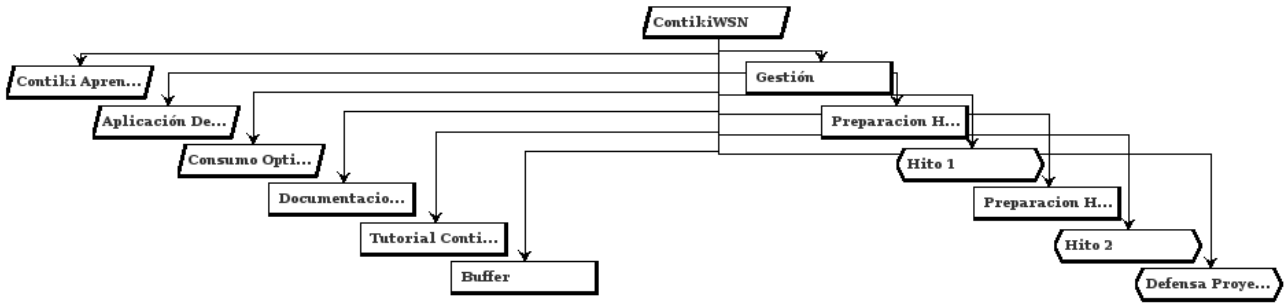 ContikiWSN
Contiki Apren...
Gestión
Aplicación De...
Preparacion H...
Consumo Opti...
Hito 1
Documentacio...
Preparacion H...
Tutorial Conti...
Hito 2
Buffer
Defensa Proye...